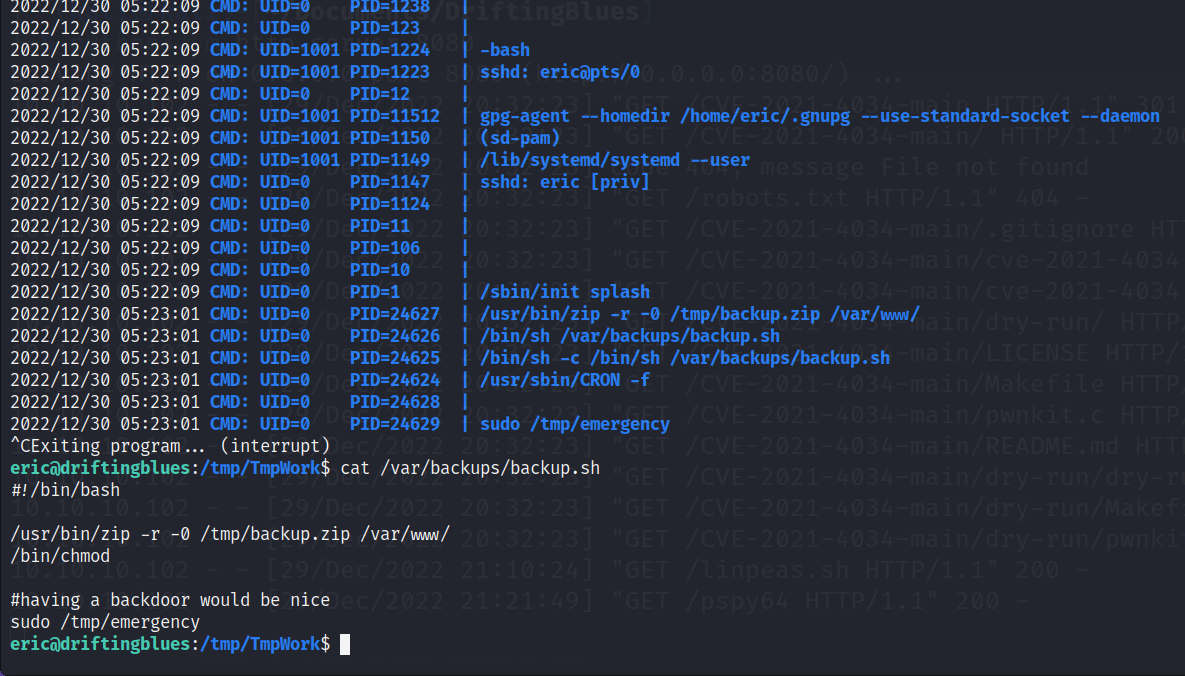 2022/12/30 05:22:09 CMD: UID=0 PID=1238 |
2022/12/30 05:22:09 CMD: UID=0 PID=123 |
2022/12/30 05:22:09 CMD: UID=1001 PID=1224 | -bash
2022/12/30 05:22:09 CMD: UID=1001 PID=1223 | sshd: eric@pts/0
2022/12/30 05:22:09 CMD: UID=0 PID=12 |
2022/12/30 05:22:09 CMD: UID=1001 PID=11512 | gpg-agent --homedir /home/eric/.gnupg --use-standard-socket --daemon
2022/12/30 05:22:09 CMD: UID=1001 PID=1150 | (sd-pam)
2022/12/30 05:22:09 CMD: UID=1001 PID=1149 | /lib/systemd/systemd --user
2022/12/30 05:22:09 CMD: UID=0 PID=1147 | sshd: eric [priv]
2022/12/30 05:22:09 CMD: UID=0 PID=1124 |
2022/12/30 05:22:09 CMD: UID=0 PID=11 |
2022/12/30 05:22:09 CMD: UID=0 PID=106 |
2022/12/30 05:22:09 CMD: UID=0 PID=10 |
2022/12/30 05:22:09 CMD: UID=0 PID=1 | /sbin/init splash
2022/12/30 05:23:01 CMD: UID=0 PID=24627 | /usr/bin/zip -r -0 /tmp/backup.zip /var/www/
2022/12/30 05:23:01 CMD: UID=0 PID=24626 | /bin/sh /var/backups/backup.sh
2022/12/30 05:23:01 CMD: UID=0 PID=24625 | /bin/sh -c /bin/sh /var/backups/backup.sh
2022/12/30 05:23:01 CMD: UID=0 PID=24624 | /usr/sbin/CRON -f
2022/12/30 05:23:01 CMD: UID=0 PID=24628 |
2022/12/30 05:23:01 CMD: UID=0 PID=24629 | sudo /tmp/emergency
^CExiting program... (interrupt)
eric@driftingblues:/tmp/TmpWork$ cat /var/backups/backup.sh
#!/bin/bash
/usr/bin/zip -r -0 /tmp/backup.zip /var/www/
/bin/chmod
#having a backdoor would be nice
sudo /tmp/emergency
eric@driftingblues:/tmp/TmpWork$